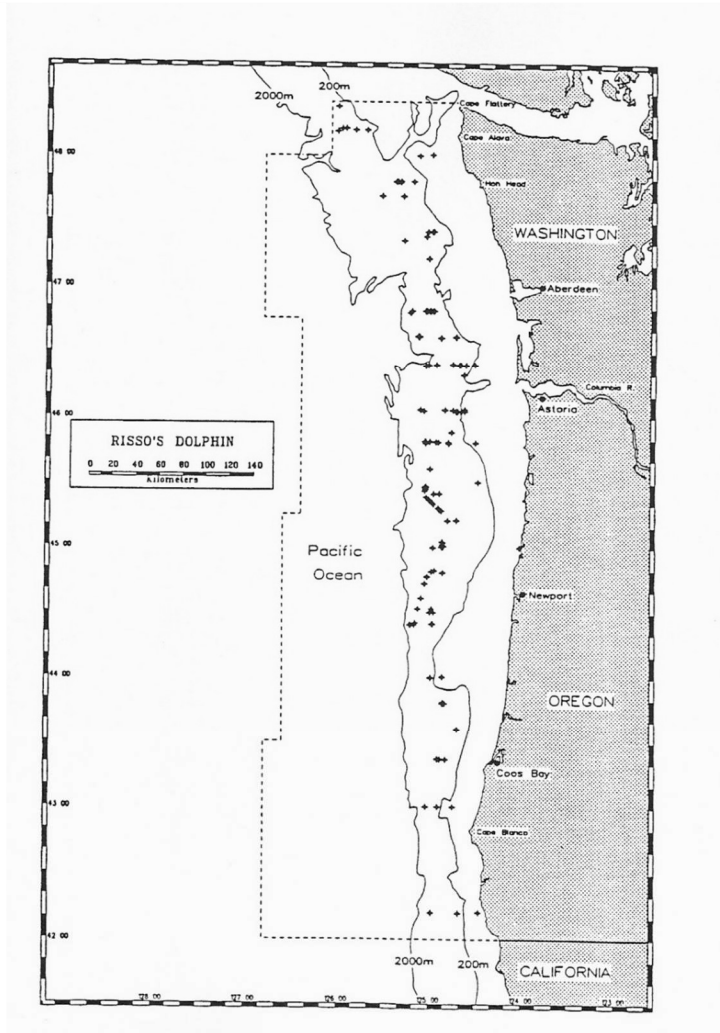 200m
2000m
Cape Flattery
Cape Alava
48 00
Hoh Head
WASHINGTON
47 00
Aberdeen
Columbia R.
46 00
Astoria
RISSO'S DOLPHIN
0 20 40 60 80 100 120 140
Kilometers
45 00
Pacific
Ocean
Newport
44 00
OREGON
Coos Bay
43 00
Cape Blanco
42 00
2000m
200m
CALIFORNIA
128 00
127 00
126 00
125 00
124 00
123 00